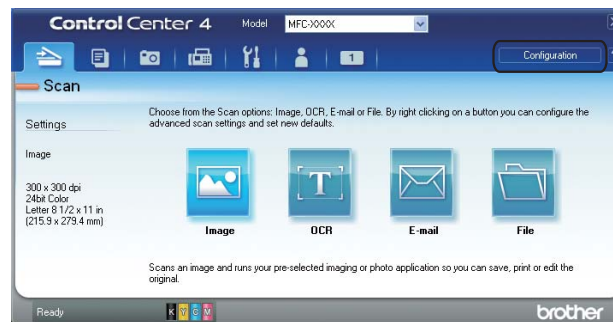 Control Center 4
Model
MFC-XXXX
1
Configuration
Scan
Settings
Choose from the Scan options: Image, OCR, E-mail or File. By right clicking on a button you can configure the
advanced scan settings and set new defaults.
Image
300 x 300 dpi
24bit Color
Letter 8 1/2 x 11 in
(215.9 x 279.4 mm)
T
Image
OCR
E-mail
File
Scans an image and runs your pre-selected imaging or photo application so you can save, print or edit the
original.
Ready
K Y C M
brother